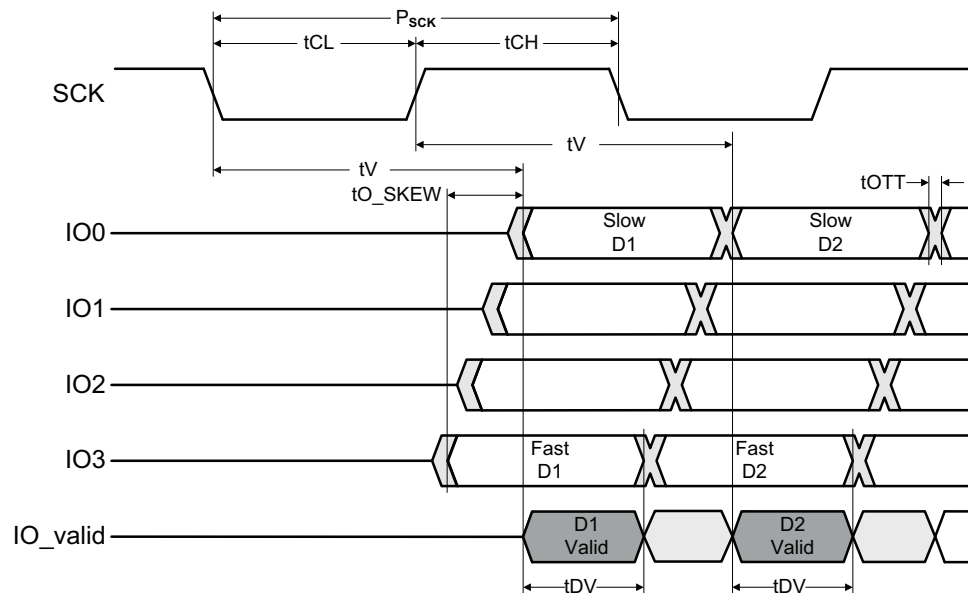 PSCK
tCL
tCH
SCK
tV
tV
tO_SKEW
tOTT
IO0
Slow
D1
Slow
D2
IO1
IO2
IO3
Fast
D1
Fast
D2
IO_valid
D1
Valid
D2
Valid
tDV
tDV